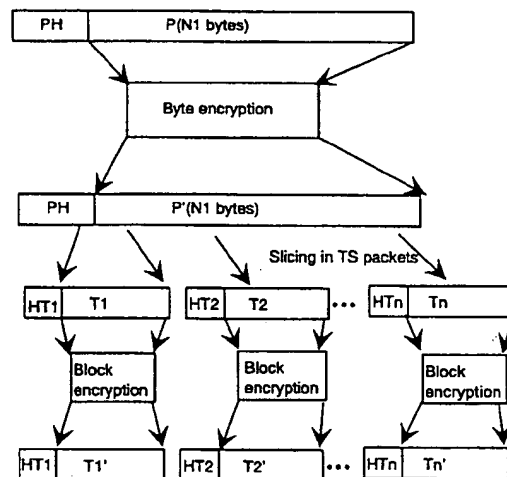 PH P(N1 bytes)
Byte encryption
PH P'(N1 bytes)
Slicing in TS packets
HT1 T1 HT2 T2 ••• HTn Tn
Block encryption Block encryption Block encryption
HT1 T1' HT2 T2' ••• HTn Tn'